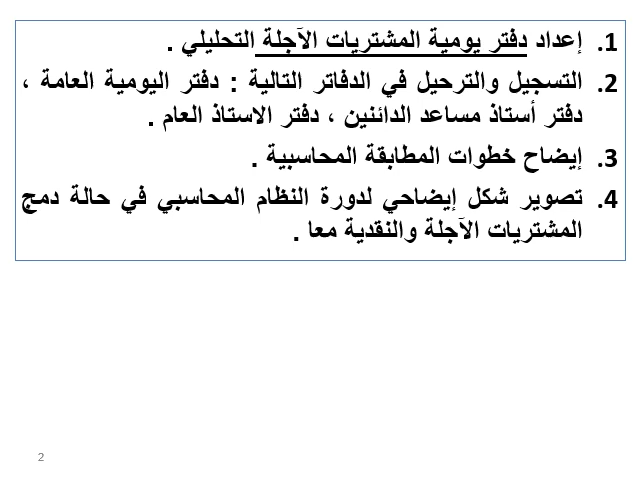 1. إعداد دفتر يومية المشتريات الآجلة التحليلي .
2. التسجيل والترحيل في الدفاتر التالية : دفتر اليومية العامة ،
دفتر أستاذ مساعد الدائنين ، دفتر الاستاذ العام .
3. إيضاح خطوات المطابقة المحاسبية .
4. تصوير شكل إيضاحي لدورة النظام المحاسبي في حالة دمج
المشتريات الآجلة والنقدية معا .
2